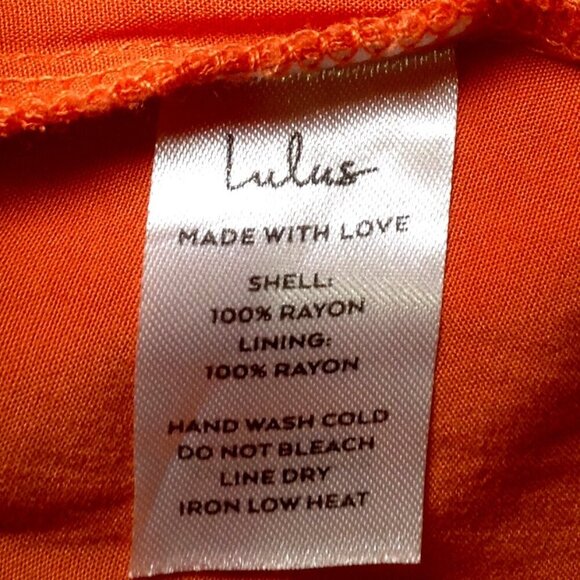 Lulus
MADE WITH LOVE
SHELL:
100% RAYON
LINING:
100% RAYON
HAND WASH COLD
DO NOT BLEACH
LINE DRY
IRON LOW HEAT